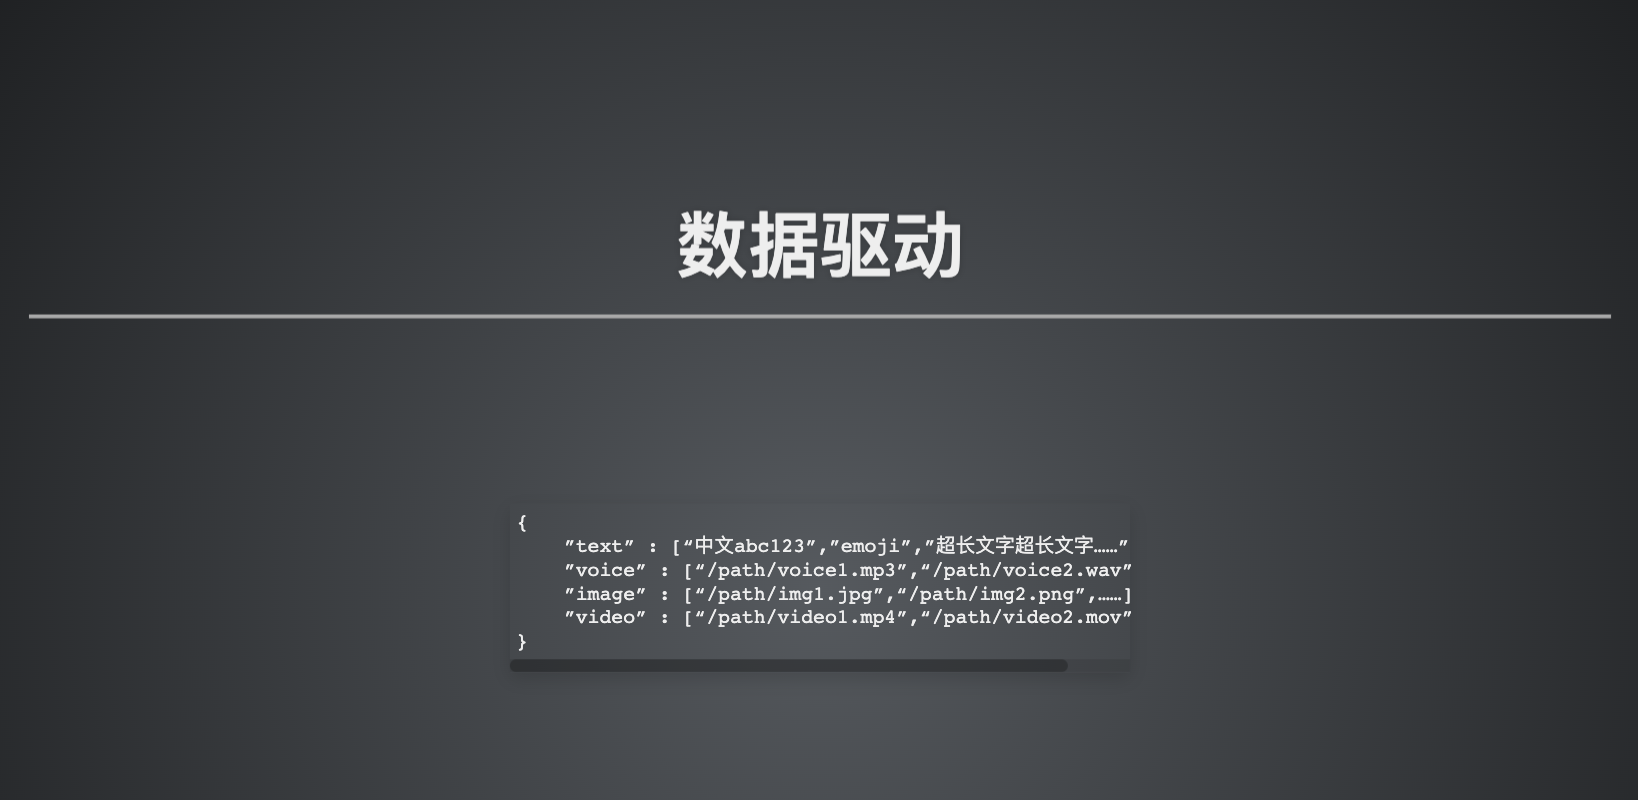 数据驱动
{
”text” : [“中文abc123”,”emoji”,”超长文字超长文字……”
”voice” : [“/path/voice1.mp3”,“/path/voice2.wav”
”image” : [“/path/img1.jpg”,“/path/img2.png”,……]
”video” : [“/path/video1.mp4”,“/path/video2.mov”
}